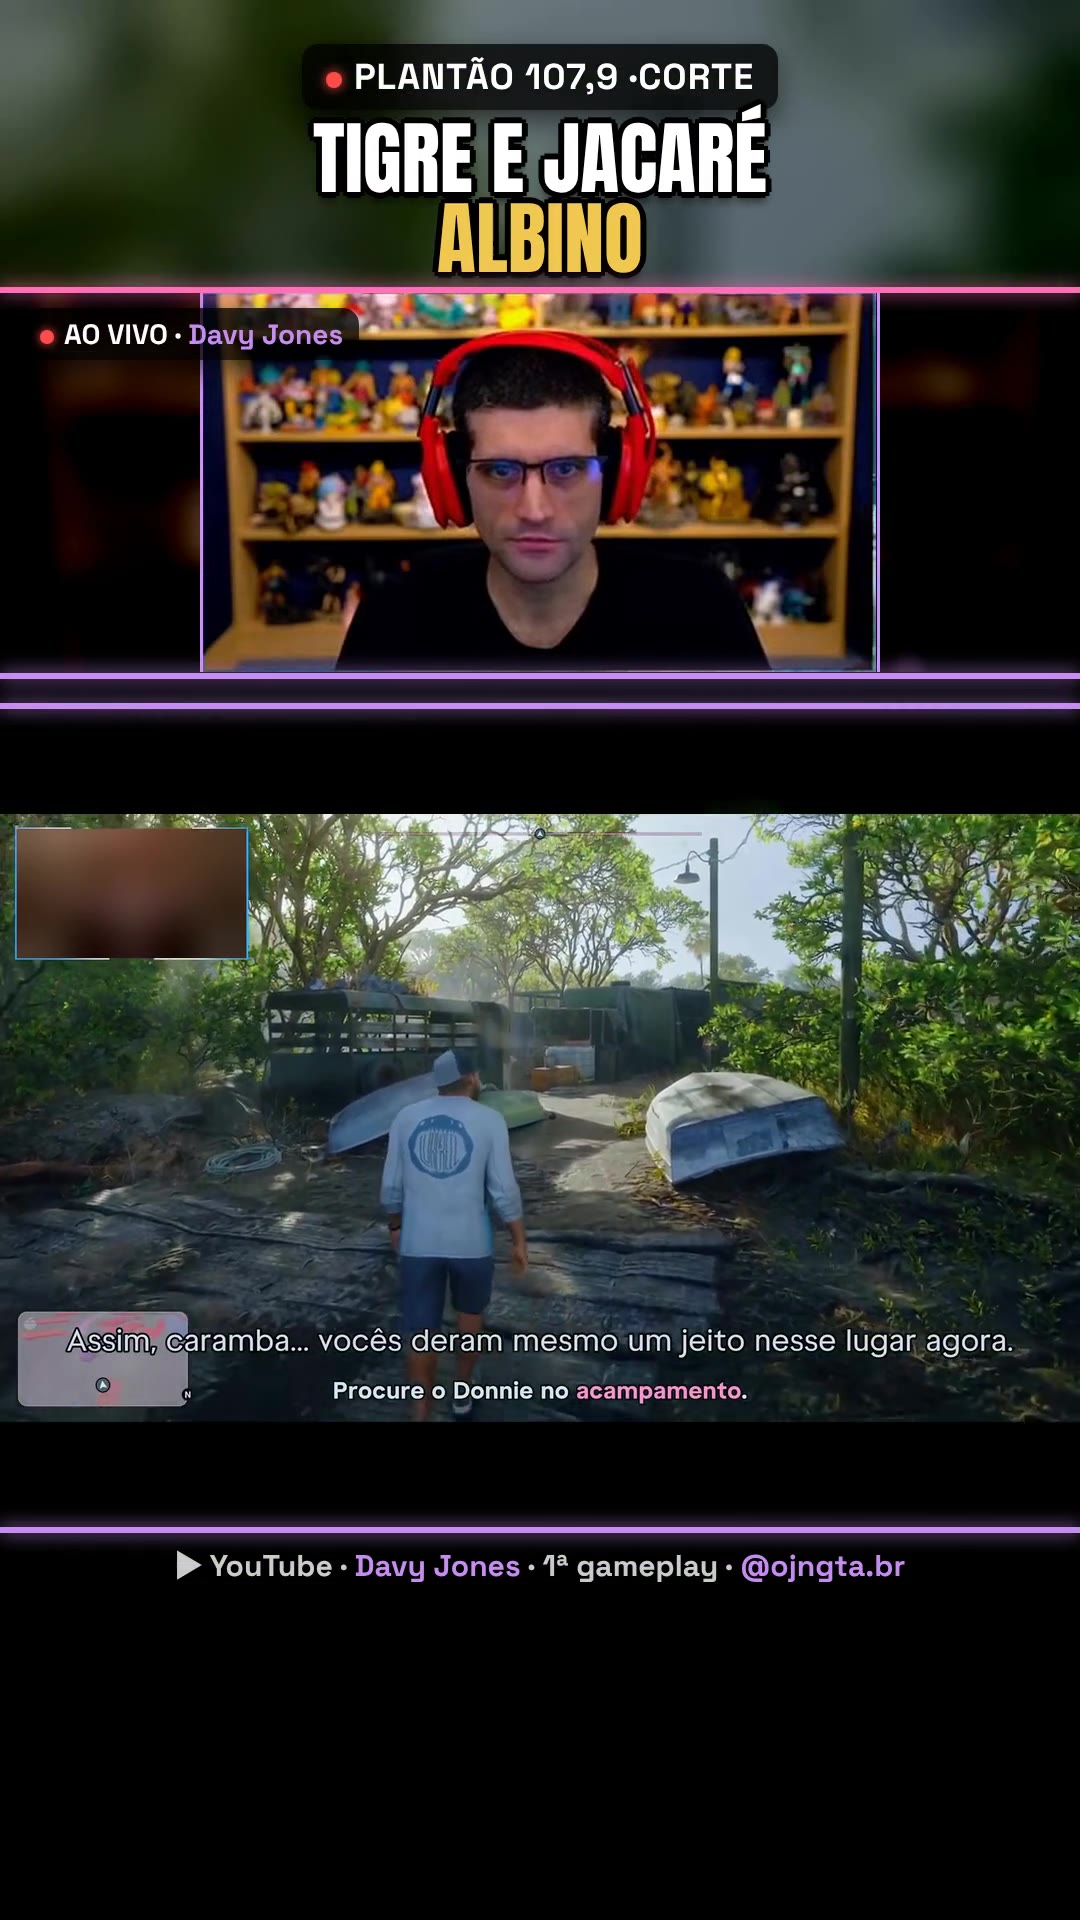 PLANTÃO 107,9 ·CORTE
TIGRE E JACARÉ
ALBINO
AO VIVO · Davy Jones
Assim, caramba... vocês deram mesmo um jeito nesse lugar agora.
N
Procure o Donnie no acampamento.
▶ YouTube · Davy Jones · 1ª gameplay · @ojngta.br